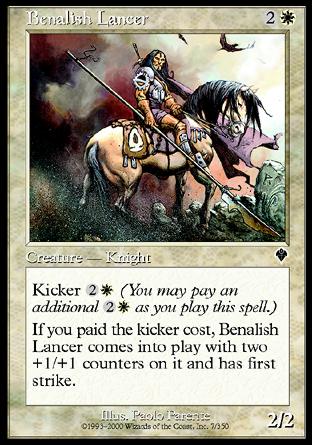 Benalish Lancer 2
Creature — Knight
Kicker 2 (You may pay an
additional 2 as you play this spell.)
If you paid the kicker cost, Benalish
Lancer comes into play with two
+1/+1 counters on it and has first
strike.
Illus. Paolo Parente
©1993-2000 Wizards of the Coast, Inc. 7/350
2/2